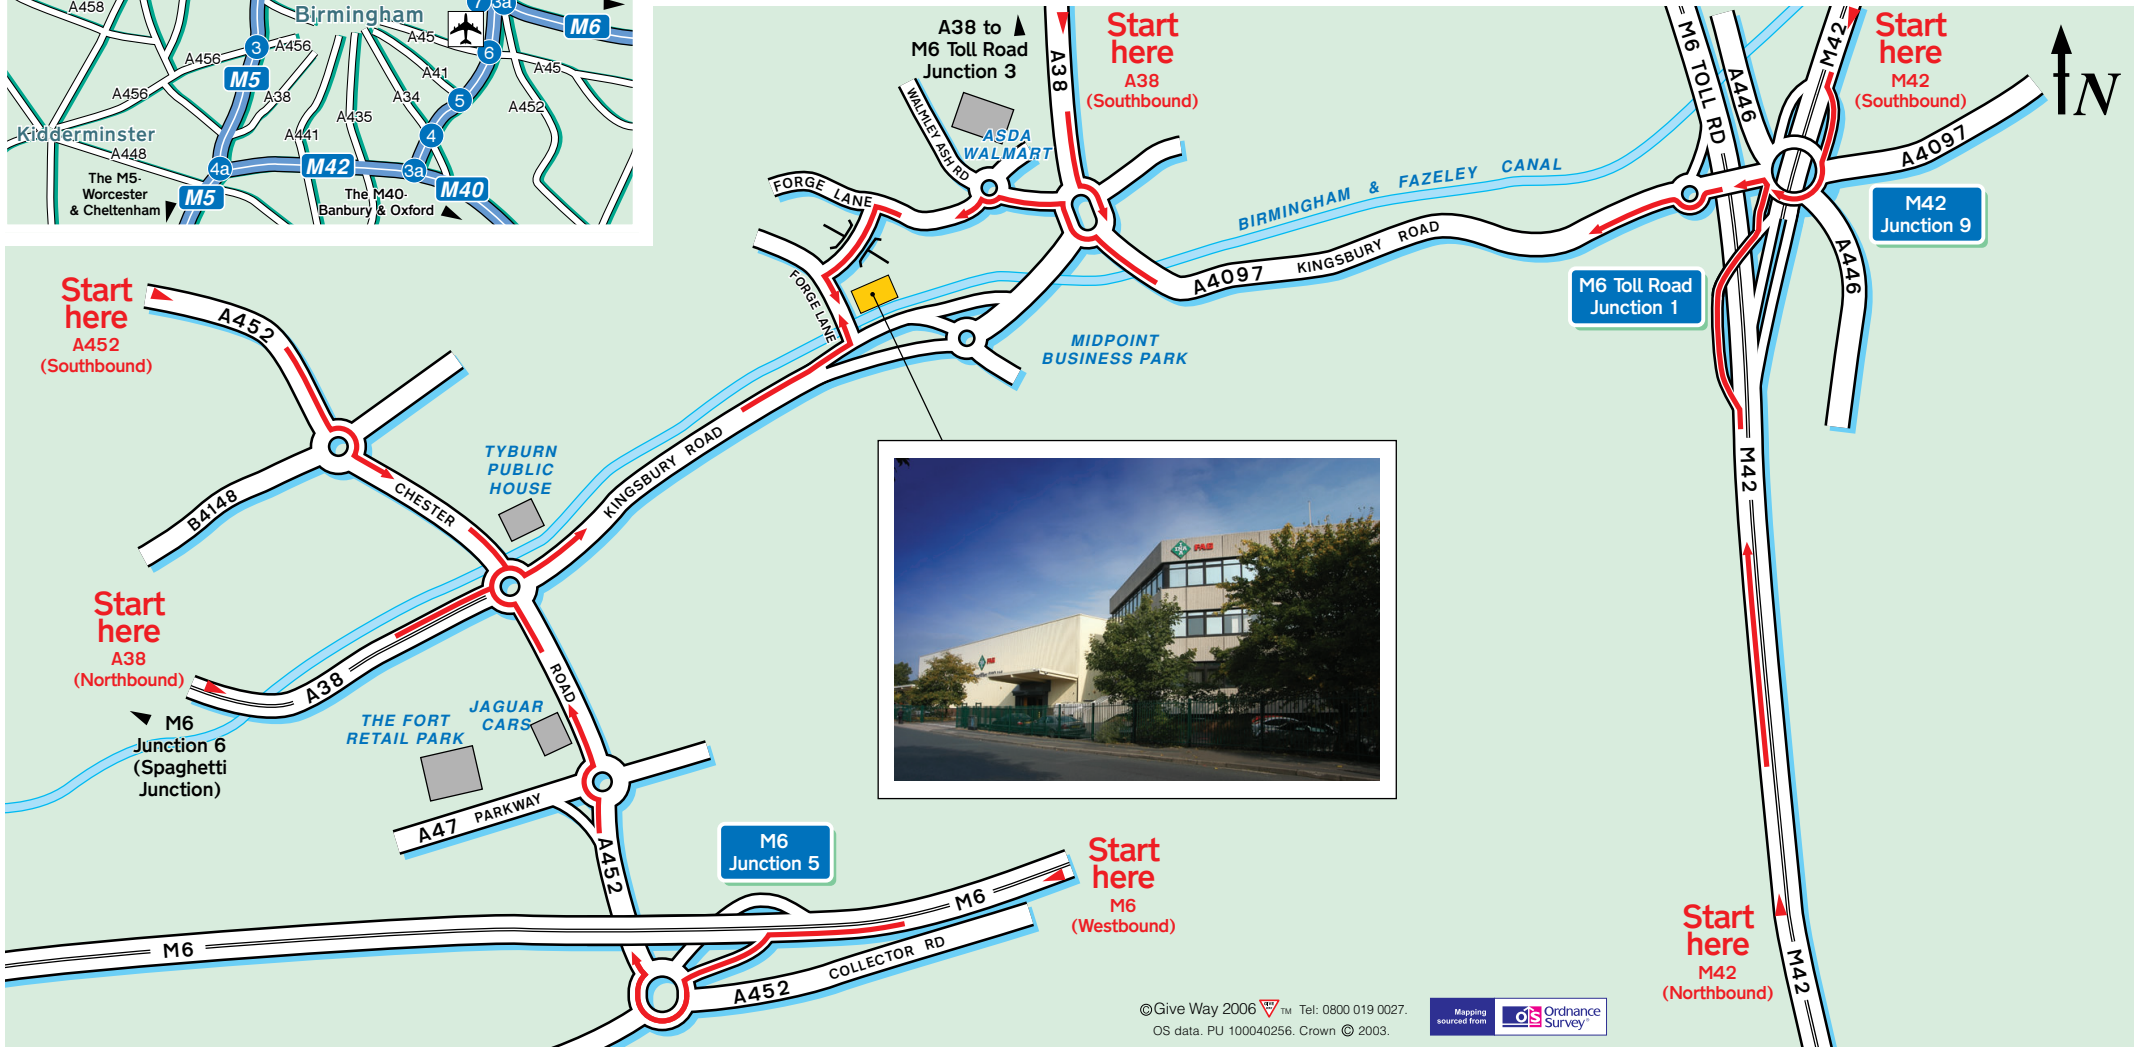 A458
Birmingham
7
3a
M6
3
A456
A45
6
A456
M5
A41
A45
A456
A38
A34
5
A452
A435
Kidderminster
A441
4
A448
4a
M42
3a
The M5-
Worcester
& Cheltenham
M5
The M40-
Banbury & Oxford
M40
A38 to
M6 Toll Road
Junction 3
A38
Start
here
A38
(Southbound)
WALMLEY ASH RD
ASDA
WALMART
FORGE LANE
FORGE LANE
BIRMINGHAM & FAZELEY CANAL
A4097 KINGSBURY ROAD
M6 TOLL RD
A446
M42
Start
here
M42
(Southbound)
N
A4097
M42
Junction 9
A446
M6 Toll Road
Junction 1
MIDPOINT
BUSINESS PARK
Start
here
A452
(Southbound)
A452
B4148
CHESTER
TYBURN
PUBLIC
HOUSE
KINGSBURY ROAD
M42
INA
FAG
FAG
Start
here
A38
(Northbound)
A38
M6
Junction 6
(Spaghetti
Junction)
ROAD
THE FORT
RETAIL PARK
JAGUAR
CARS
A47 PARKWAY
A452
M6
Junction 5
Start
here
M6
(Westbound)
M6
M6
A452 COLLECTOR RD
Start
here
M42
(Northbound)
M42
© Give Way 2006 GIVE WAY TM Tel: 0800 019 0027.
OS data. PU 100040256. Crown © 2003.
Mapping
sourced from
OS Ordnance
Survey®